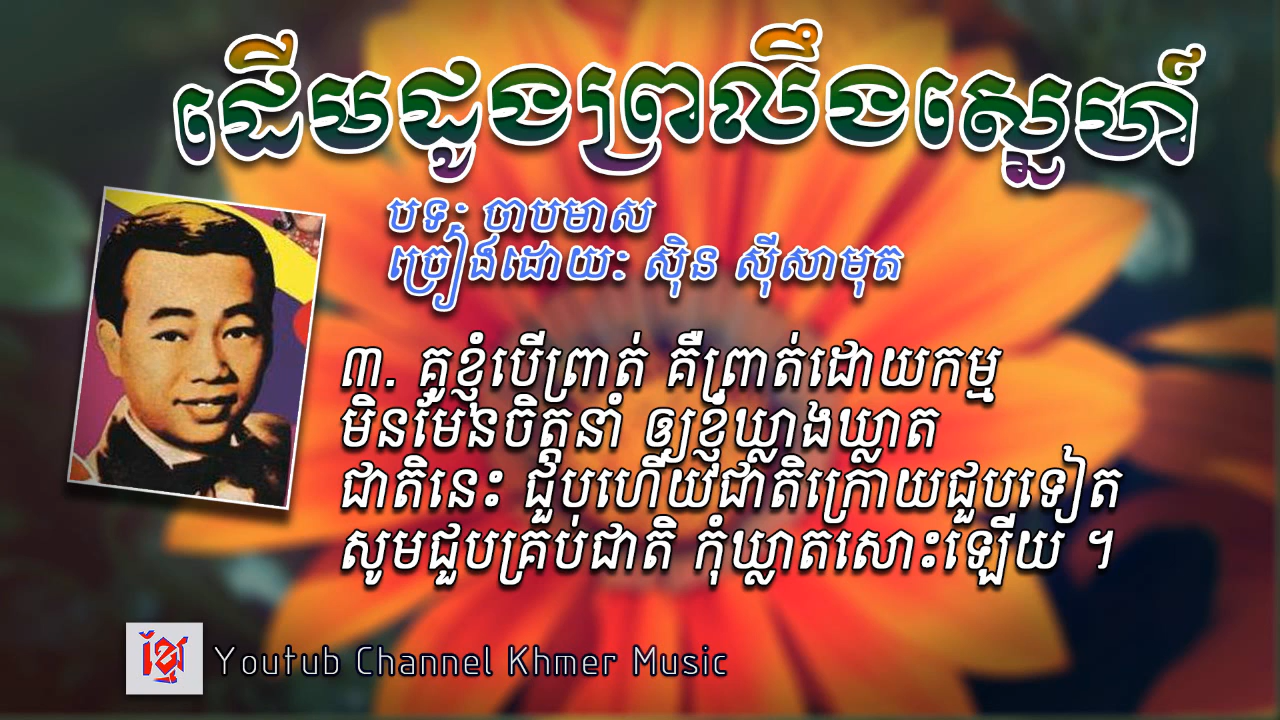 ដើមដូងព្រលឹងស្នេហ៍
បទៈ ចាបមាស
ច្រៀងដោយៈ ស៊ិន ស៊ីសាមុត
៣. គូខ្ញុំបើព្រាត់ គឺព្រាត់ដោយកម្ម
មិនមែនចិត្តនាំ ឲ្យខ្ញុំឃ្លាងឃ្លាត
ជាតិនេះ ជួបហើយជាតិក្រោយជួបទៀត
សូមជួបគ្រប់ជាតិ កុំឃ្លាតសោះឡើយ ។
ខ្មែរ Youtub Channel Khmer Music